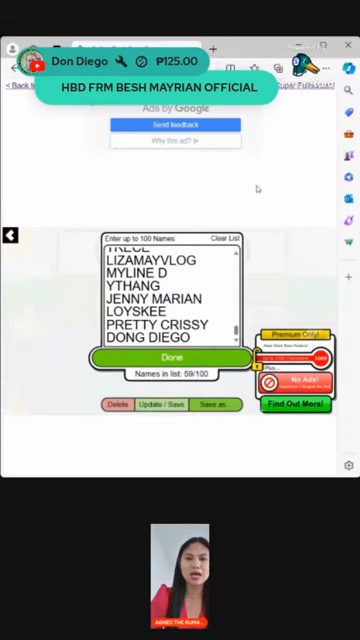 Don Diego ₱125.00
HBD FRM BESH MAYRIAN OFFICIAL
< Back to
Ads by Google
Send feedback
Why this ad?
Enter up to 100 Names:
Clear List
TRECE
LIZAMAYVLOG
MYLINE D
YTHANG
JENNY MARIAN
LOYSKEE
PRETTY CRISSY
DONG DIEGO
Done
Names in list: 59/100
Delete
Update / Save
Save as
Premium Only!
1000
Plus...
No Ads!
Find Out More!
AGNES THE RUMA...